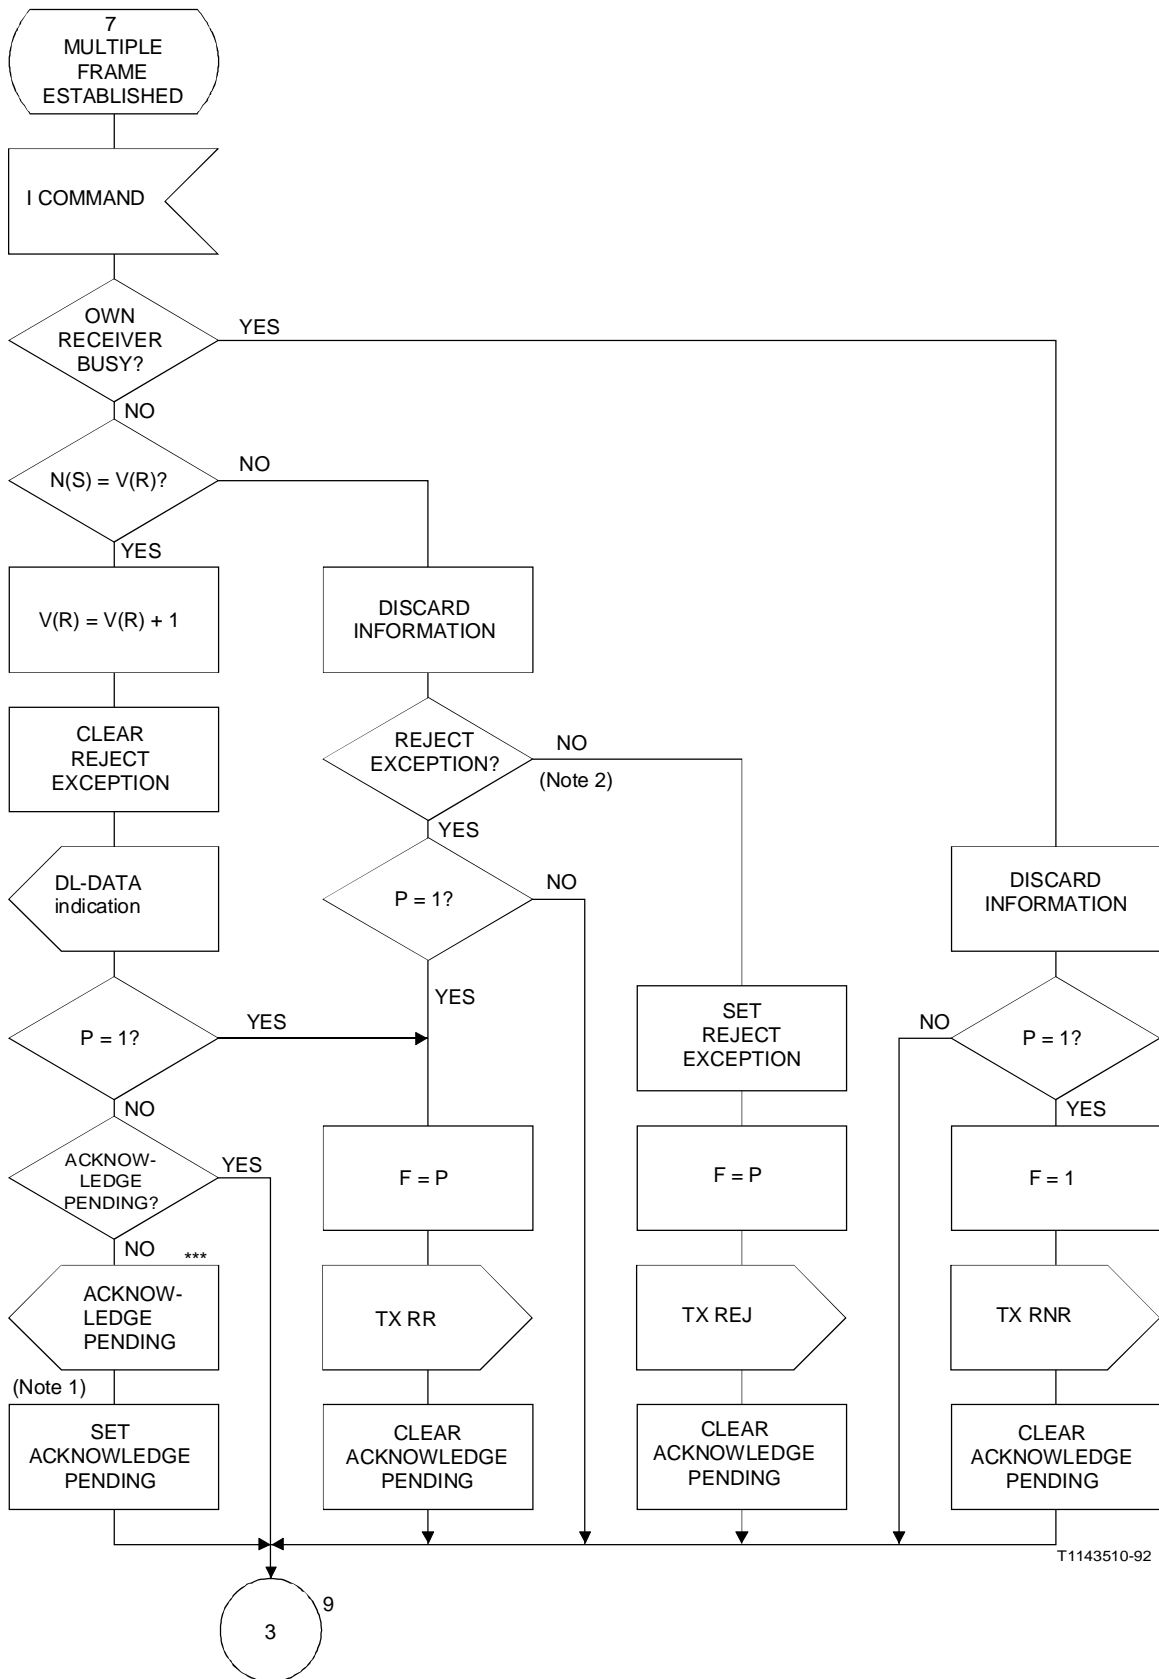 7
MULTIPLE
FRAME
ESTABLISHED
I COMMAND
OWN
RECEIVER
BUSY?
YES
NO
N(S) = V(R)?
NO
YES
V(R) = V(R) + 1
DISCARD
INFORMATION
CLEAR
REJECT
EXCEPTION
REJECT
EXCEPTION?
NO
(Note 2)
YES
DL-DATA
indication
P = 1?
NO
YES
DISCARD
INFORMATION
P = 1?
YES
NO
SET
REJECT
EXCEPTION
P = 1?
NO
YES
ACKNOW-
LEDGE
PENDING?
YES
NO
F = P
F = P
F = 1
***
ACKNOW-
LEDGE
PENDING
TX RR
TX REJ
TX RNR
(Note 1)
SET
ACKNOWLEDGE
PENDING
CLEAR
ACKNOWLEDGE
PENDING
CLEAR
ACKNOWLEDGE
PENDING
CLEAR
ACKNOWLEDGE
PENDING
T1143510-92
9
3